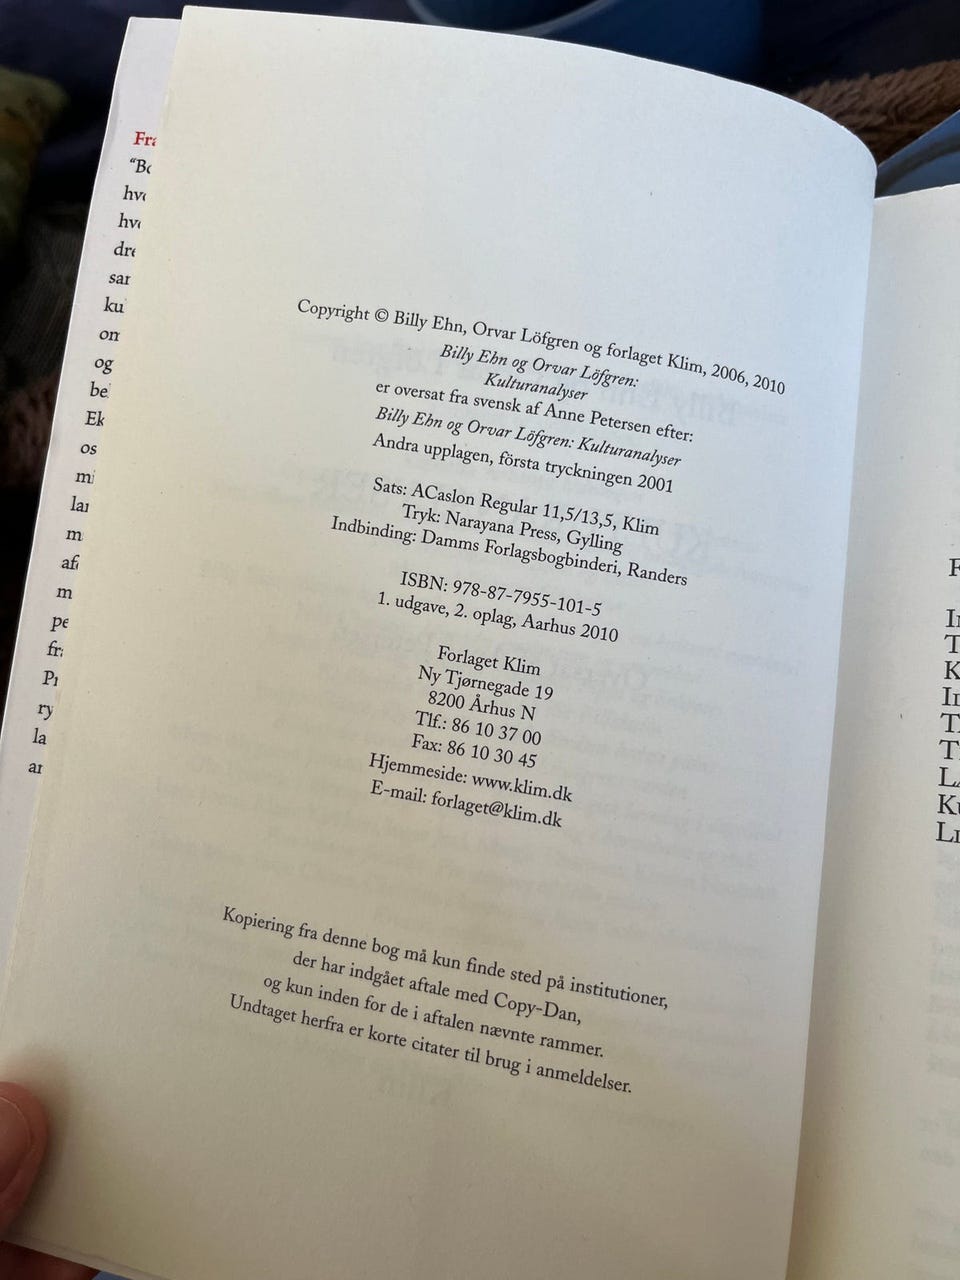 Copyright © Billy Ehn, Orvar Löfgren og forlaget Klim, 2006, 2010
Billy Ehn og Orvar Löfgren:
Kulturanalyser
er oversat fra svensk af Anne Petersen efter:
Billy Ehn og Orvar Löfgren: Kulturanalyser
Andra upplagen, första tryckningen 2001
Sats: ACaslon Regular 11,5/13,5, Klim
Tryk: Narayana Press, Gylling
Indbinding: Damms Forlagsbogbinderi, Randers
ISBN: 978-87-7955-101-5
1. udgave, 2. oplag, Aarhus 2010
Forlaget Klim
Ny Tjørnegade 19
8200 Århus N
Tlf.: 86 10 37 00
Fax: 86 10 30 45
Hjemmeside: www.klim.dk
E-mail: forlaget@klim.dk
Kopiering fra denne bog må kun finde sted på institutioner,
der har indgået aftale med Copy-Dan,
og kun inden for de i aftalen nævnte rammer.
Undtaget herfra er korte citater til brug i anmeldelser.